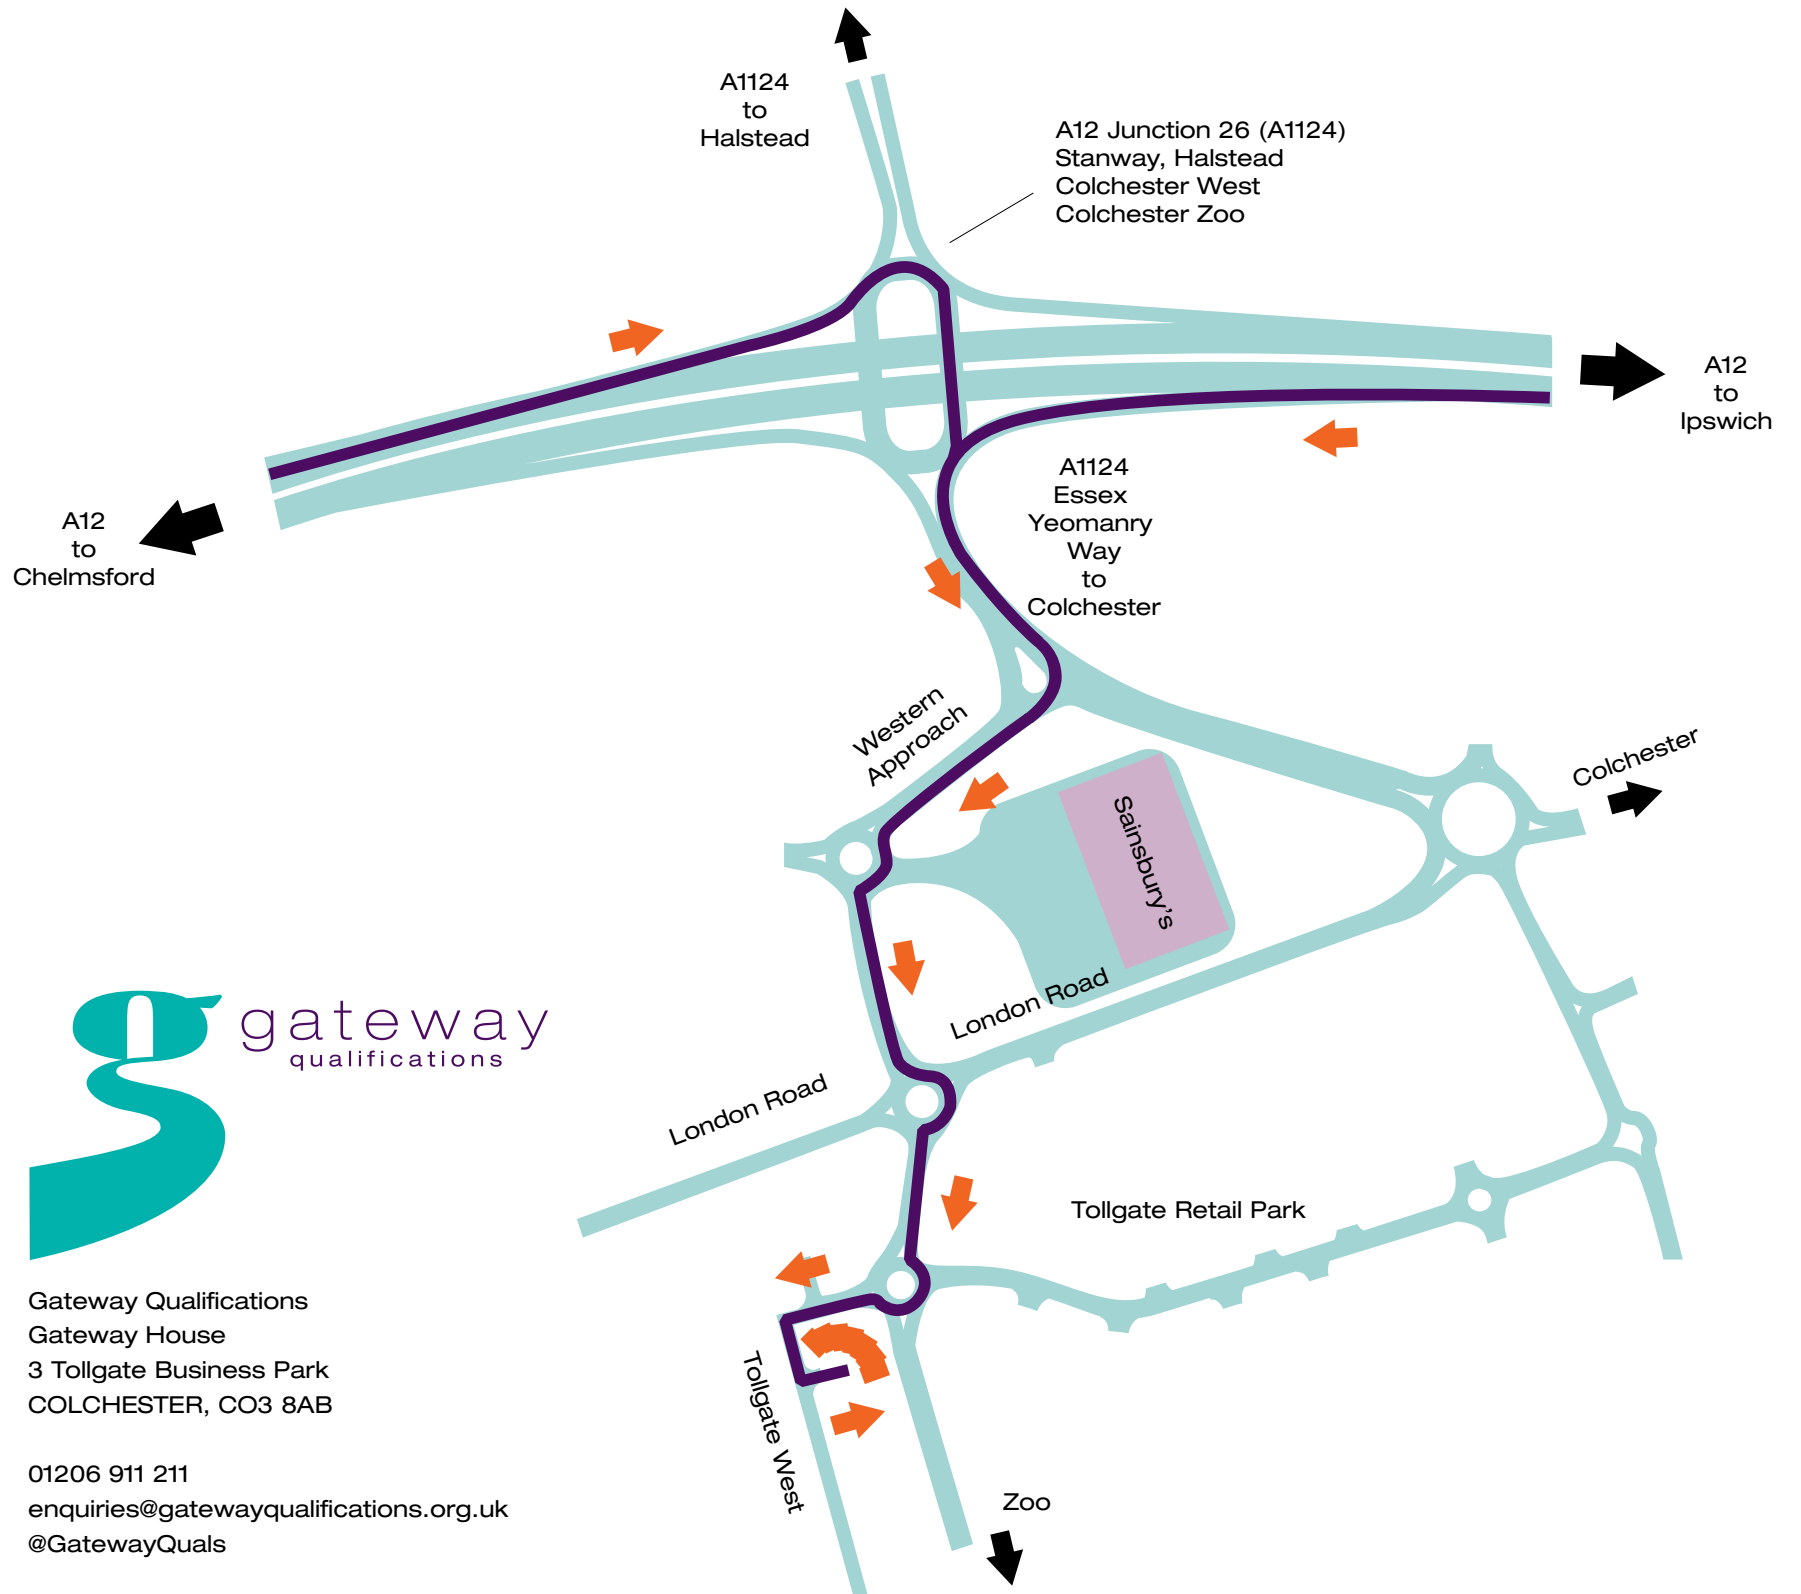 A1124
to
Halstead
A12 Junction 26 (A1124)
Stanway, Halstead
Colchester West
Colchester Zoo
A12
to
Ipswich
A12
to
Chelmsford
A1124
Essex
Yeomanry
Way
to
Colchester
Western
Approach
Colchester
Sainsbury's
London Road
London Road
gateway
qualifications
Tollgate Retail Park
Tollgate West
Zoo
Gateway Qualifications
Gateway House
3 Tollgate Business Park
COLCHESTER, CO3 8AB
01206 911 211
enquiries@gatewayqualifications.org.uk
@GatewayQuals